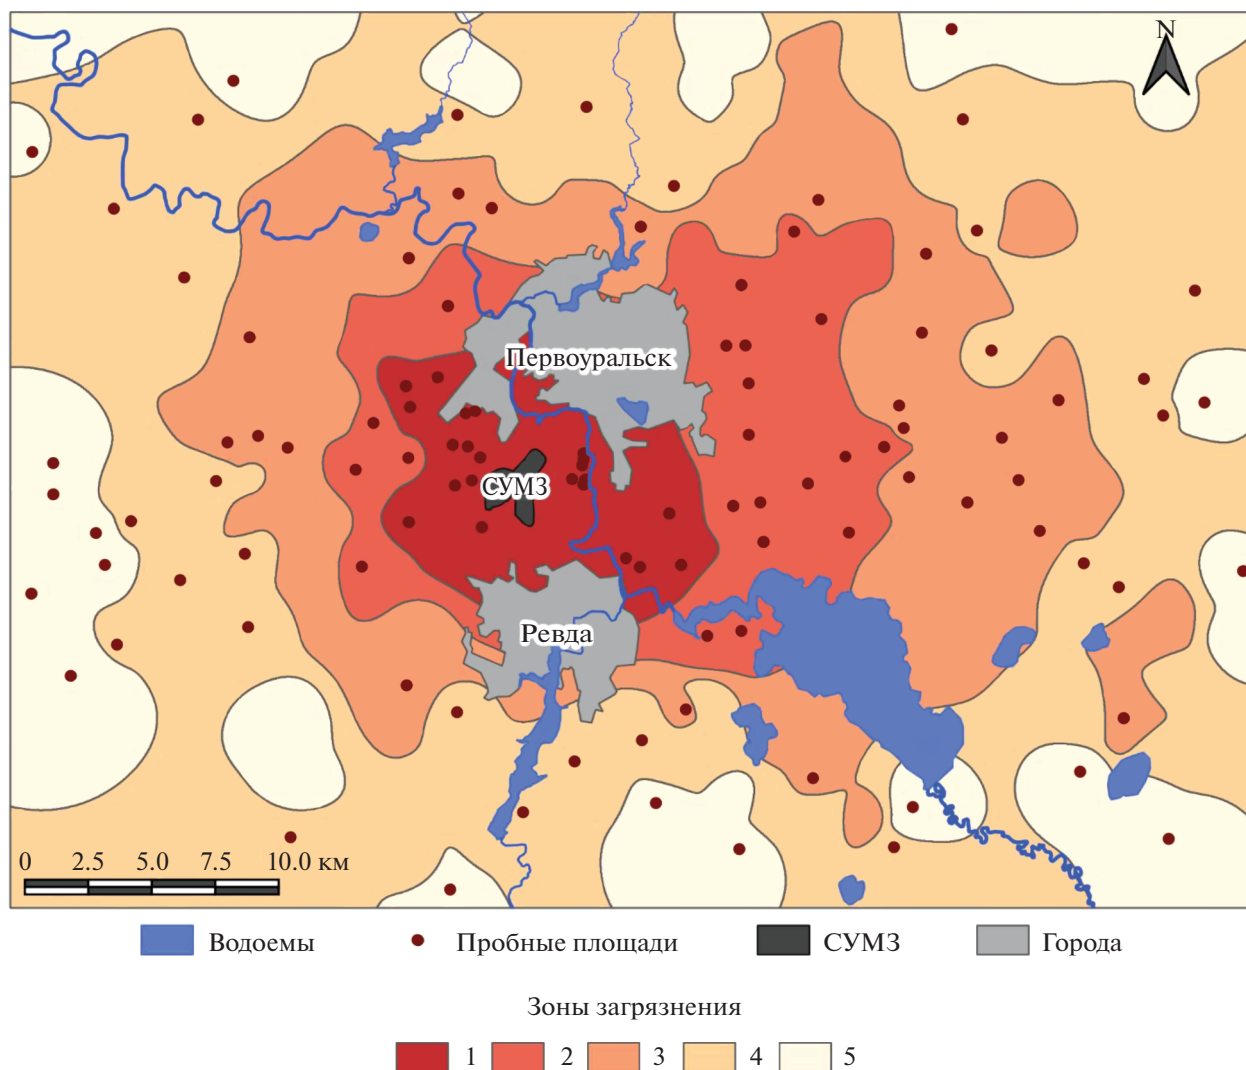 N
Первоуральск
СУМЗ
Ревда
0 2.5 5.0 7.5 10.0 км
Водоемы Пробные площади СУМЗ Города
Зоны загрязнения
1 2 3 4 5